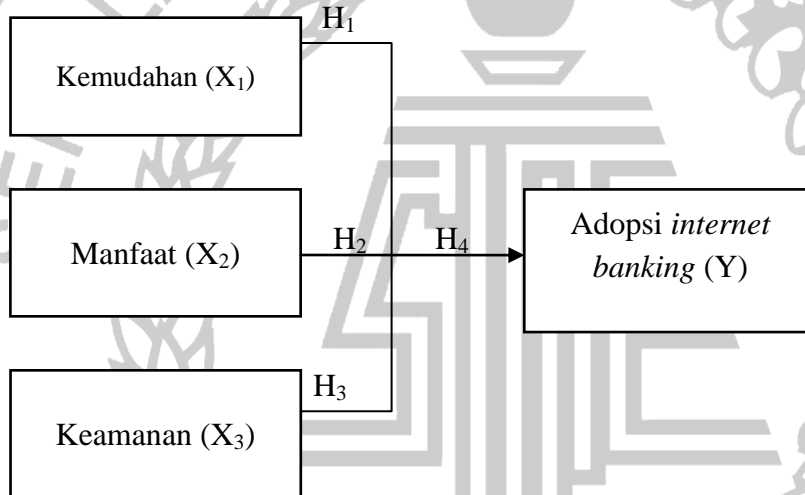 H₁
Kemudahan (X₁)
Manfaat (X₂)
H₂
H₄
Adopsi internet
banking (Y)
H₃
Keamanan (X₃)